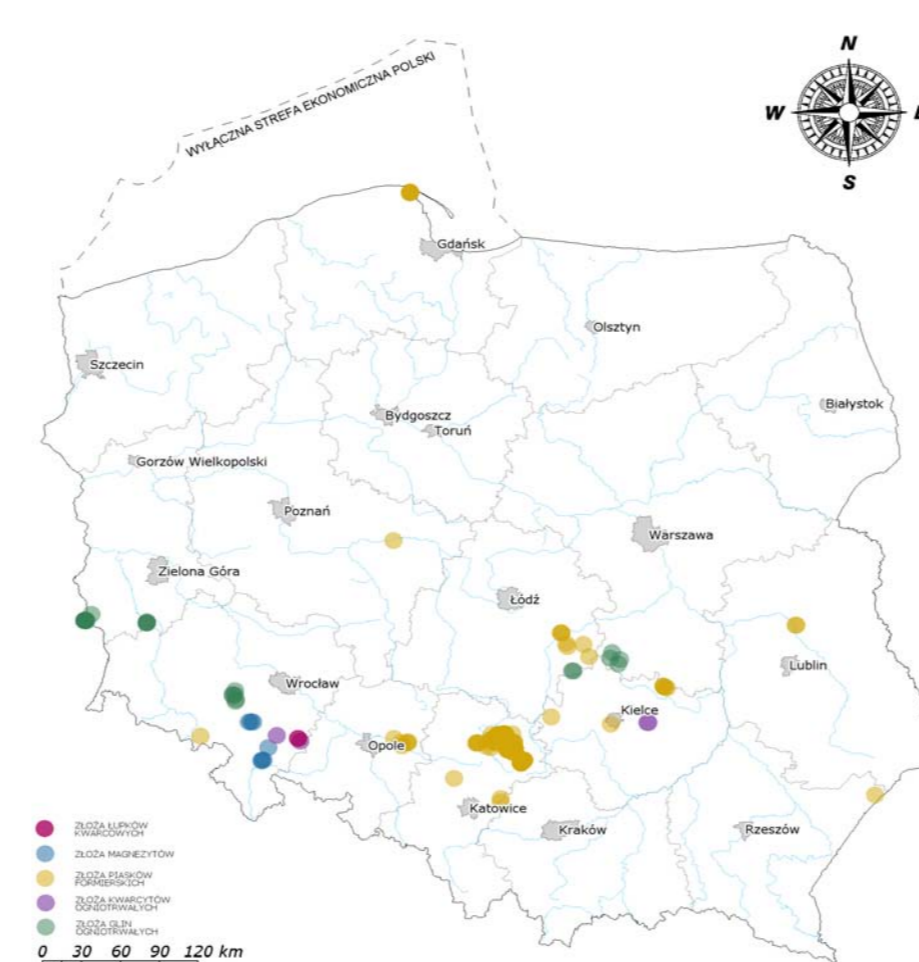 WYŁĄCZNA STREFA EKONOMICZNA POLSKI
N
W
E
S
Gdańsk
Olsztyn
Szczecin
Białystok
Bydgoszcz
Toruń
Gorzów Wielkopolski
Poznań
Warszawa
Zielona Góra
Łódź
Lublin
Wrocław
Kielce
Opole
Katowice
Kraków
Rzeszów
ZŁOŻA ŁUPKÓW
KWARCOWYCH
ZŁOŻA MAGNEZYTÓW
ZŁOŻA PIASKÓW
FORMIERSKICH
ZŁOŻA KWARCYTÓW
OGNIOTRWAŁYCH
ZŁOŻA GLIN
OGNIOTRWAŁYCH
0 30 60 90 120 km